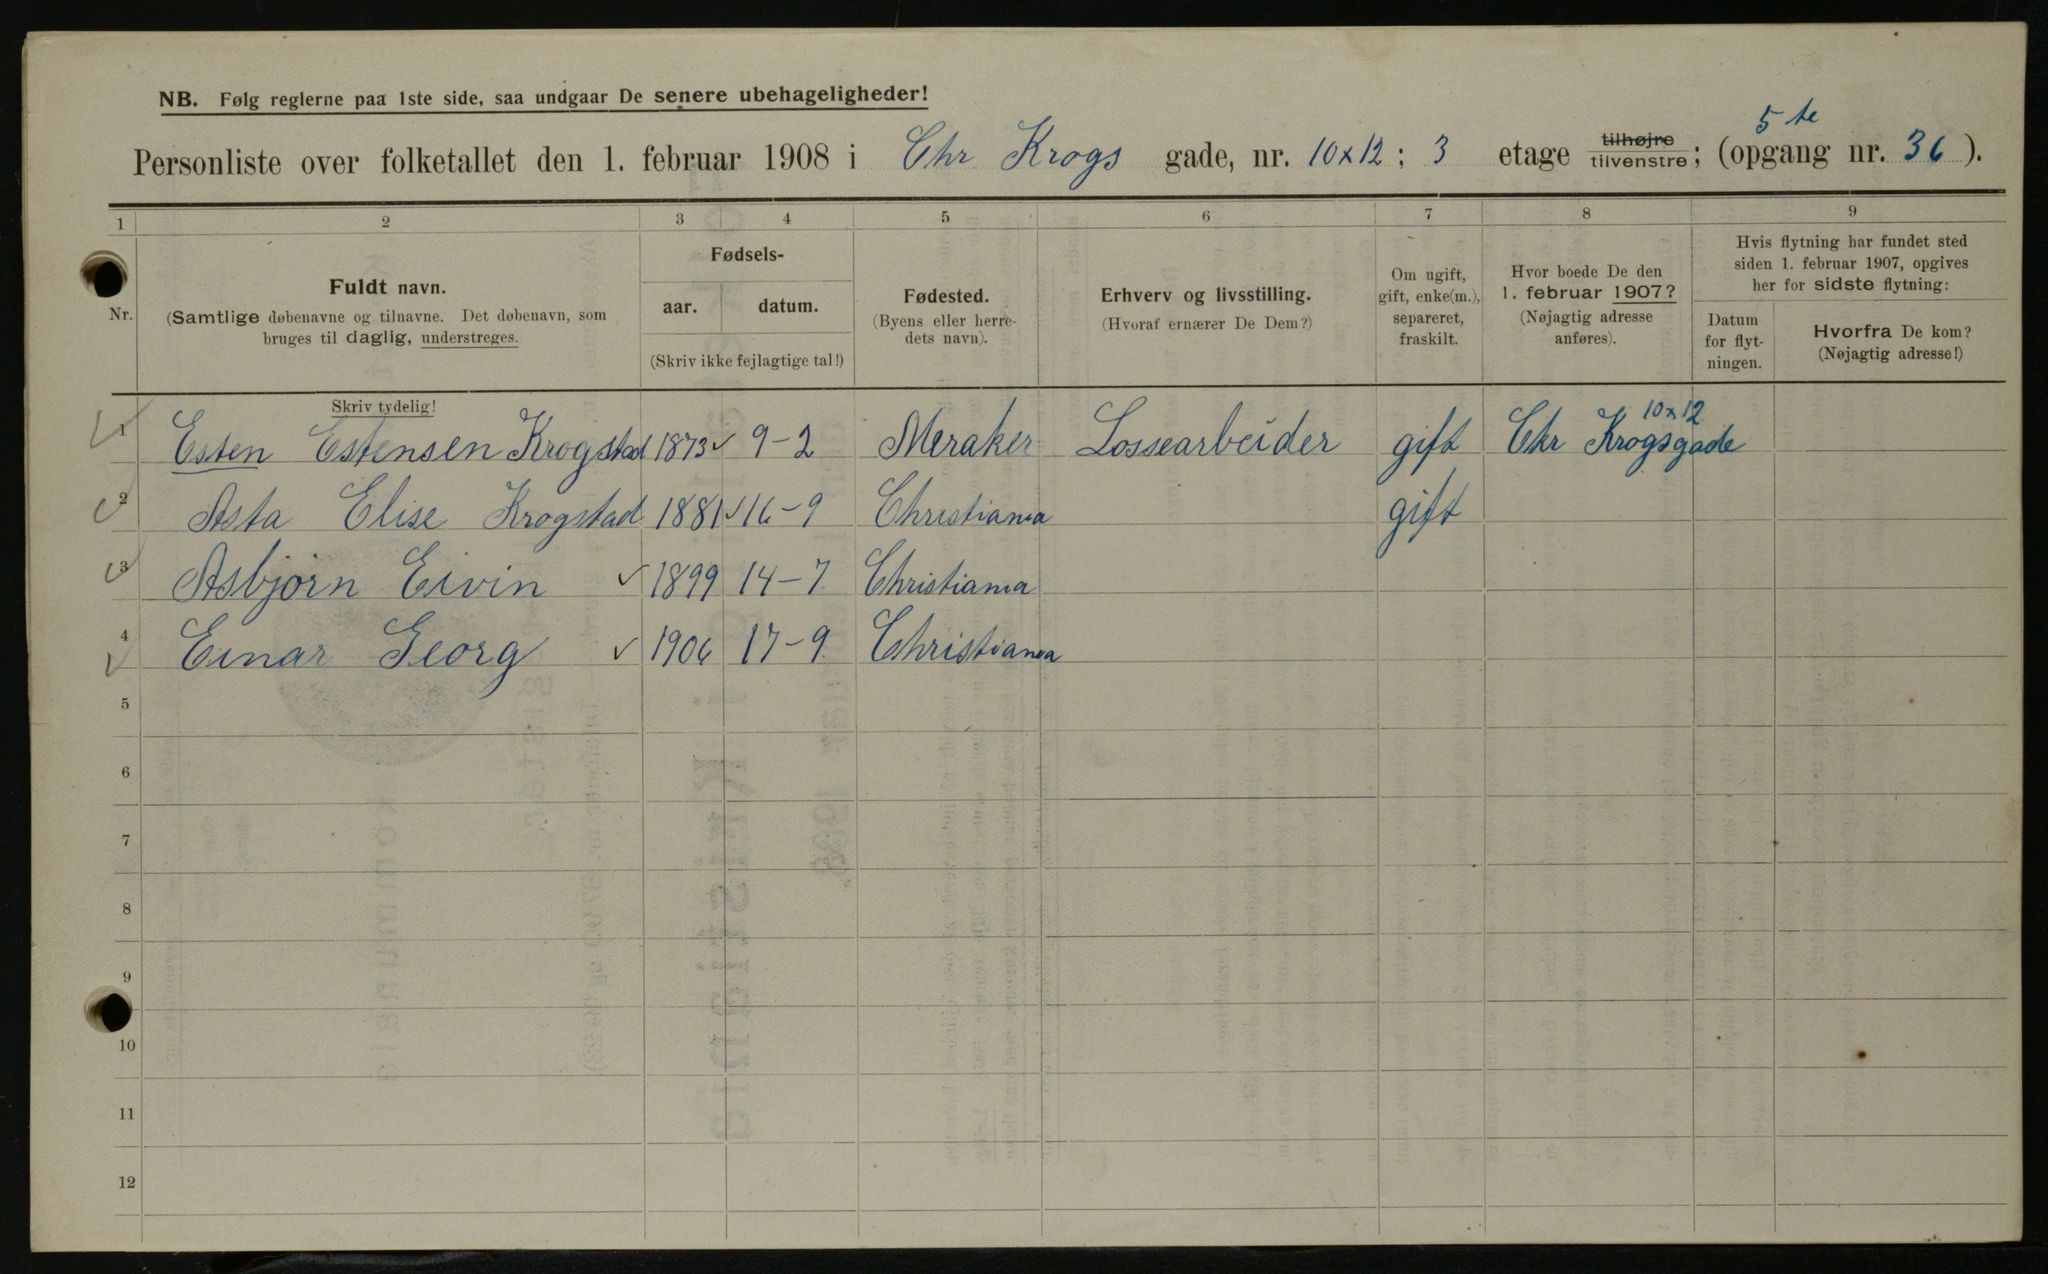 NB. Følg reglerne paa 1ste side, saa undgaar De senere ubehageligheder!
5te
Personliste over folketallet den 1. februar 1908 i Chr Krogs gade, nr. 10x12; 3 etage tilhøjre tilvenstre; (opgang nr. 36).
1 2 3 4 5 6 7 8 9
Nr.
Fuldt navn.
(Samtlige døbenavne og tilnavne. Det døbenavn, som
bruges til daglig, understreges.
Fødsels-
aar. datum.
(Skriv ikke fejlagtige tal!)
Fødested.
(Byens eller herre-
dets navn).
Erhverv og livsstilling.
(Hvoraf ernærer De Dem?)
Om ugift,
gift, enke(m.),
separeret,
fraskilt.
Hvor boede De den
1. februar 1907?
(Nøjagtig adresse
anføres).
Hvis flytning har fundet sted
siden 1. februar 1907, opgives
her for sidste flytning:
Datum
for flyt-
ningen.
Hvorfra De kom?
(Nøjagtig adresse!)
Skriv tydelig!
10x12
1 Esten Estensen Krogstad 1873 9-2 Meraker Lossearbeider gift Chr Krogsgade
2 Asta Elise Krogstad 1881 16-9 Christiania gift
3 Asbjørn Eivin 1899 14-7 Christiania
4 Einar Georg 1906 17-9 Christiania
5
6
7
8
9
10
11
12